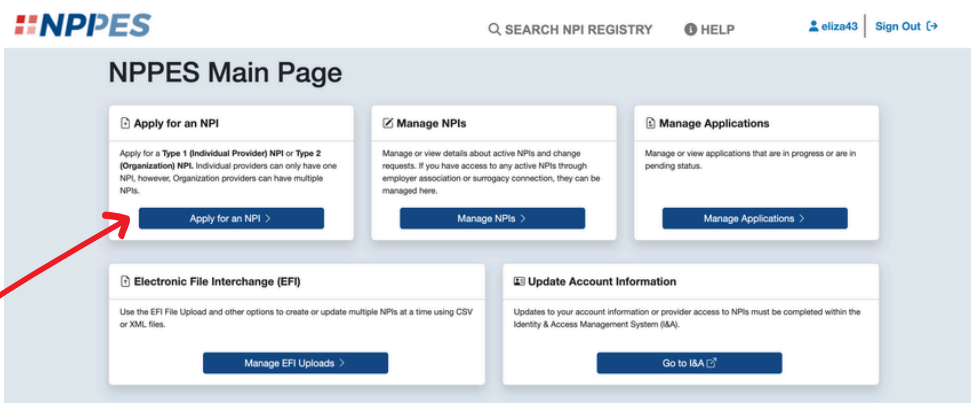 NPPES
SEARCH NPI REGISTRY
HELP
eliza43
Sign Out
NPPES Main Page
Apply for an NPI
Apply for a Type 1 (Individual Provider) NPI or Type 2
(Organization) NPI. Individual providers can only have one
NPI, however, Organization providers can have multiple
NPIs.
Apply for an NPI
Manage NPIs
Manage or view details about active NPIs and change
requests. If you have access to any active NPIs through
employer association or surrogacy connection, they can be
managed here.
Manage NPIs
Manage Applications
Manage or view applications that are in progress or are in
pending status.
Manage Applications
Electronic File Interchange (EFI)
Use the EFI File Upload and other options to create or update multiple NPIs at a time using CSV
or XML files.
Manage EFI Uploads
Update Account Information
Updates to your account information or provider access to NPIs must be completed within the
Identity & Access Management System (I&A).
Go to I&A